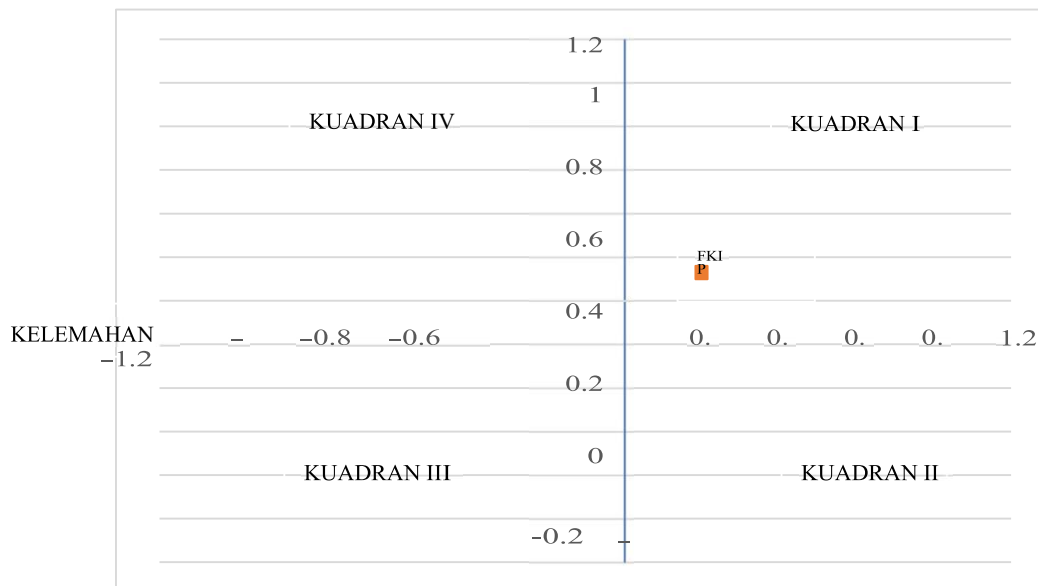 1.2
1
KUADRAN IV
KUADRAN I
0.8
0.6
FKI
P
0.4
KELEMAHAN
–
–0.8
–0.6
0.
0.
0.
0.
1.2
–1.2
0.2
0
KUADRAN III
KUADRAN II
-0.2
–